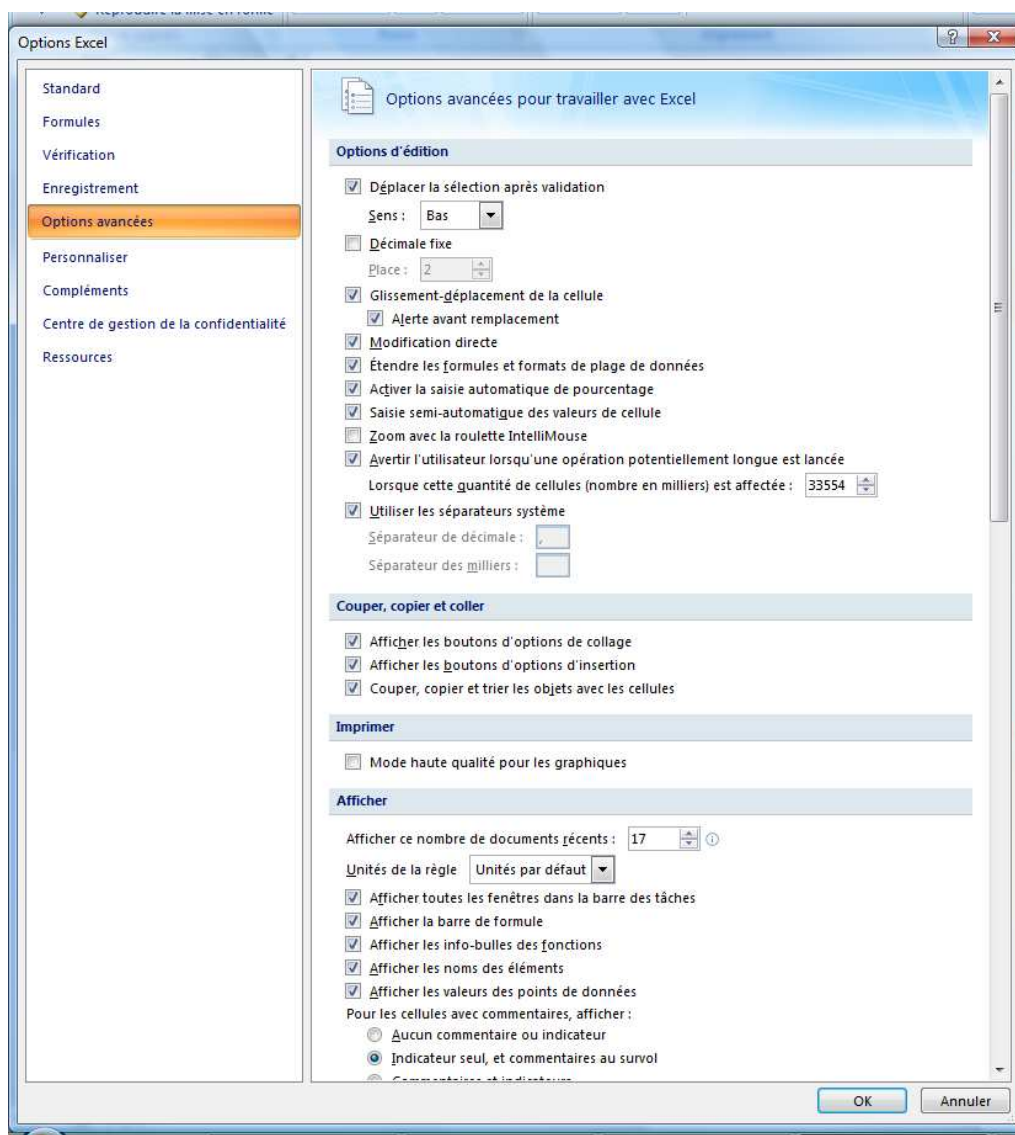 Reproduire la mise en forme
Options Excel
Standard
Formules
Vérification
Enregistrement
Options avancées
Personnaliser
Compléments
Centre de gestion de la confidentialité
Ressources
Options avancées pour travailler avec Excel
Options d'édition
Déplacer la sélection après validation
Sens : Bas
Décimale fixe
Place : 2
Glissement-déplacement de la cellule
Alerte avant remplacement
Modification directe
Étendre les formules et formats de plage de données
Activer la saisie automatique de pourcentage
Saisie semi-automatique des valeurs de cellule
Zoom avec la roulette IntelliMouse
Avertir l'utilisateur lorsqu'une opération potentiellement longue est lancée
Lorsque cette quantité de cellules (nombre en milliers) est affectée : 33554
Utiliser les séparateurs système
Séparateur de décimale : ,
Séparateur des milliers :
Couper, copier et coller
Afficher les boutons d'options de collage
Afficher les boutons d'options d'insertion
Couper, copier et trier les objets avec les cellules
Imprimer
Mode haute qualité pour les graphiques
Afficher
Afficher ce nombre de documents récents : 17
Unités de la règle Unités par défaut
Afficher toutes les fenêtres dans la barre des tâches
Afficher la barre de formule
Afficher les info-bulles des fonctions
Afficher les noms des éléments
Afficher les valeurs des points de données
Pour les cellules avec commentaires, afficher :
Aucun commentaire ou indicateur
Indicateur seul, et commentaires au survol
Commentaires et indicateurs
OK Annuler